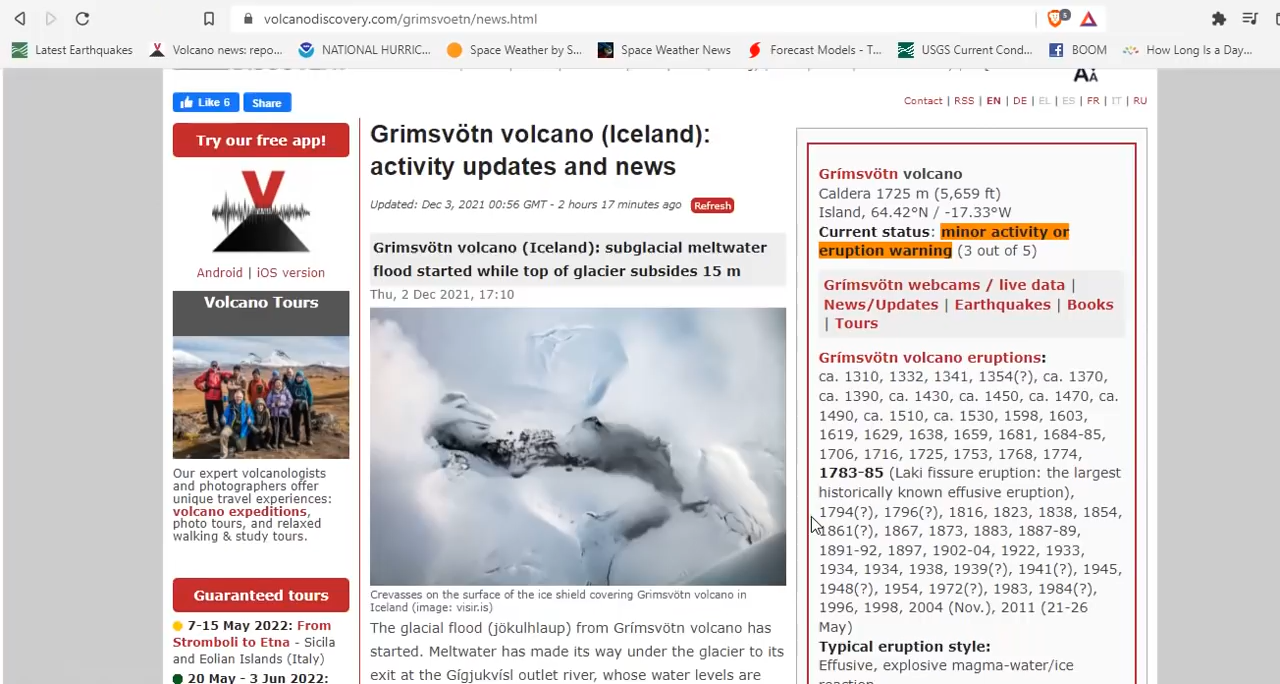 volcanodiscovery.com/grimsvoetn/news.html
5
Latest Earthquakes
Volcano news: repo...
NATIONAL HURRIC...
Space Weather by S...
Space Weather News
Forecast Models - T...
USGS Current Cond...
BOOM
How Long Is a Day...
Contact | RSS | EN | DE | EL | ES | FR | IT | RU
Like 6
Share
Try our free app!
Android | iOS version
Volcano Tours
Our expert volcanologists
and photographers offer
unique travel experiences:
volcano expeditions,
photo tours, and relaxed
walking & study tours.
Guaranteed tours
7-15 May 2022: From
Stromboli to Etna - Sicila
and Eolian Islands (Italy)
20 May - 3 Jun 2022:
Grimsvötn volcano (Iceland):
activity updates and news
Updated: Dec 3, 2021 00:56 GMT - 2 hours 17 minutes ago
Refresh
Grimsvötn volcano (Iceland): subglacial meltwater
flood started while top of glacier subsides 15 m
Thu, 2 Dec 2021, 17:10
Crevasses on the surface of the ice shield covering Grimsvötn volcano in
Iceland (image: visir.is)
The glacial flood (jökulhlaup) from Grímsvötn volcano has
started. Meltwater has made its way under the glacier to its
exit at the Gígjukvísl outlet river, whose water levels are
Grímsvötn volcano
Caldera 1725 m (5,659 ft)
Island, 64.42°N / -17.33°W
Current status: minor activity or
eruption warning (3 out of 5)
Grímsvötn webcams / live data |
News/Updates | Earthquakes | Books
| Tours
Grímsvötn volcano eruptions:
ca. 1310, 1332, 1341, 1354(?), ca. 1370,
ca. 1390, ca. 1430, ca. 1450, ca. 1470, ca.
1490, ca. 1510, ca. 1530, 1598, 1603,
1619, 1629, 1638, 1659, 1681, 1684-85,
1706, 1716, 1725, 1753, 1768, 1774,
1783-85 (Laki fissure eruption: the largest
historically known effusive eruption),
1794(?), 1796(?), 1816, 1823, 1838, 1854,
1861(?), 1867, 1873, 1883, 1887-89,
1891-92, 1897, 1902-04, 1922, 1933,
1934, 1934, 1938, 1939(?), 1941(?), 1945,
1948(?), 1954, 1972(?), 1983, 1984(?),
1996, 1998, 2004 (Nov.), 2011 (21-26
May)
Typical eruption style:
Effusive, explosive magma-water/ice